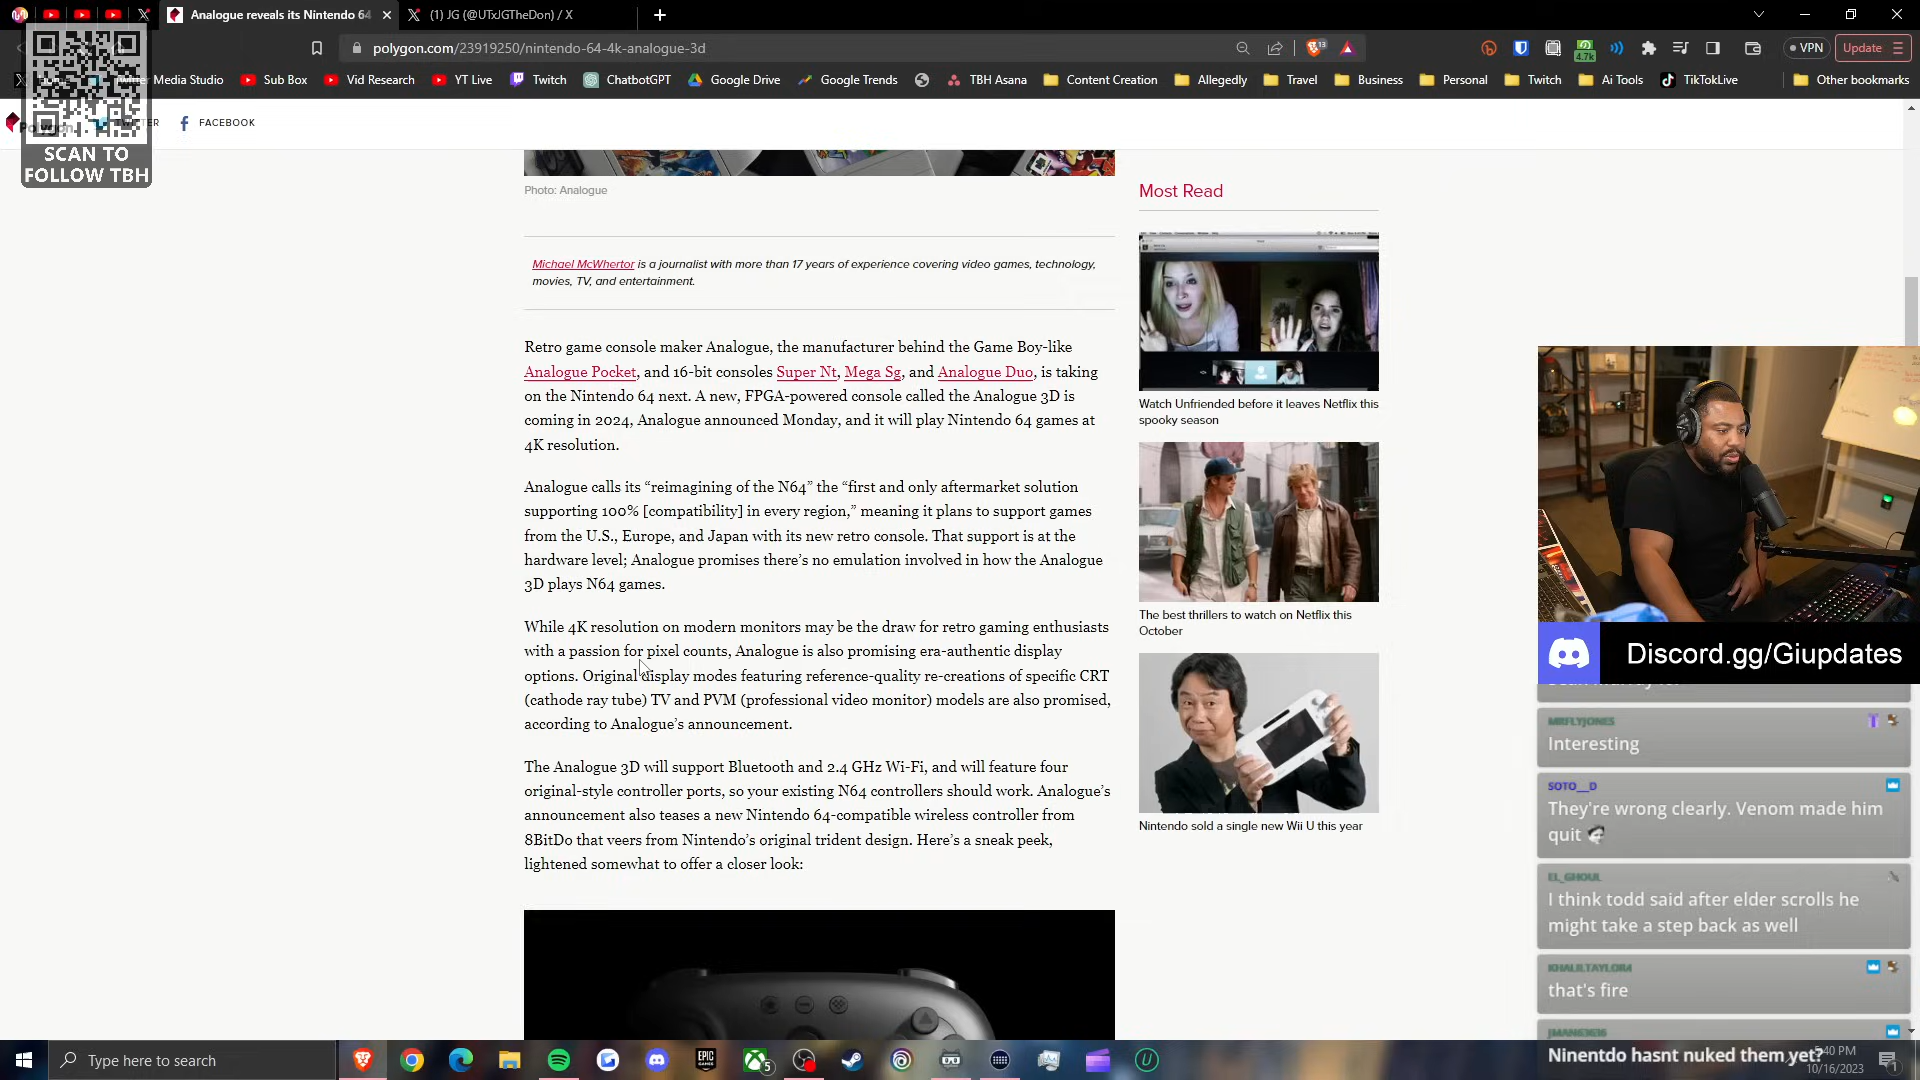 Analogue reveals its Nintendo 64
(1) JG (@UTxJGTheDon) / X
polygon.com/23919250/nintendo-64-4k-analogue-3d
13
4.7k
VPN
Update
Media Studio
Sub Box
Vid Research
YT Live
Twitch
ChatbotGPT
Google Drive
Google Trends
TBH Asana
Content Creation
Allegedly
Travel
Business
Personal
Twitch
Ai Tools
TikTokLive
Other bookmarks
FACEBOOK
SCAN TO
FOLLOW TBH
Photo: Analogue
Michael McWhertor is a journalist with more than 17 years of experience covering video games, technology,
movies, TV, and entertainment.
Retro game console maker Analogue, the manufacturer behind the Game Boy-like
Analogue Pocket, and 16-bit consoles Super Nt, Mega Sg, and Analogue Duo, is taking
on the Nintendo 64 next. A new, FPGA-powered console called the Analogue 3D is
coming in 2024, Analogue announced Monday, and it will play Nintendo 64 games at
4K resolution.
Analogue calls its “reimagining of the N64” the “first and only aftermarket solution
supporting 100% [compatibility] in every region,” meaning it plans to support games
from the U.S., Europe, and Japan with its new retro console. That support is at the
hardware level; Analogue promises there’s no emulation involved in how the Analogue
3D plays N64 games.
While 4K resolution on modern monitors may be the draw for retro gaming enthusiasts
with a passion for pixel counts, Analogue is also promising era-authentic display
options. Original display modes featuring reference-quality re-creations of specific CRT
(cathode ray tube) TV and PVM (professional video monitor) models are also promised,
according to Analogue’s announcement.
The Analogue 3D will support Bluetooth and 2.4 GHz Wi-Fi, and will feature four
original-style controller ports, so your existing N64 controllers should work. Analogue’s
announcement also teases a new Nintendo 64-compatible wireless controller from
8BitDo that veers from Nintendo’s original trident design. Here’s a sneak peek,
lightened somewhat to offer a closer look:
Most Read
Watch Unfriended before it leaves Netflix this
spooky season
The best thrillers to watch on Netflix this
October
Nintendo sold a single new Wii U this year
Discord.gg/Giupdates
MRFLYJONES
Interesting
SOTO__D
They're wrong clearly. Venom made him
quit
EL_GHOUL
I think todd said after elder scrolls he
might take a step back as well
KHALILTAYLOR4
that's fire
Ninentdo hasnt nuked them yet?
Type here to search
EPIC
GAMES
5
5:40 PM
10/16/2023
1